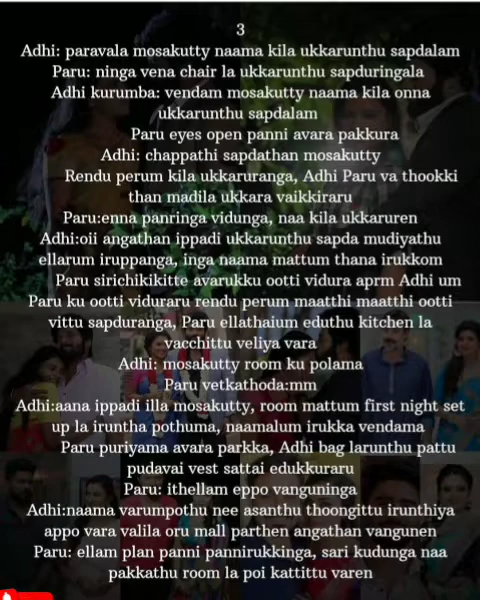 3
Adhi: paravala mosakutty naama kila ukkarunthu sapdalam
Paru: ninga vena chair la ukkarunthu sapduringala
Adhi kurumba: vendam mosakutty naama kila onna
ukkarunthu sapdalam
Paru eyes open panni avara pakkura
Adhi: chappathi sapdathan mosakutty
Rendu perum kila ukkaruranga, Adhi Paru va thookki
than madila ukkara vaikkiraru
Paru:enna panringa vidunga, naa kila ukkaruren
Adhi:oii angathan ippadi ukkarunthu sapda mudiyathu
ellarum iruppanga, inga naama mattum thana irukkom
Paru sirichikikitte avarukku ootti vidura aprm Adhi um
Paru ku ootti viduraru rendu perum maatthi maatthi ootti
vittu sapduranga, Paru ellathaium eduthu kitchen la
vacchittu veliya vara
Adhi: mosakutty room ku polama
Paru vetkathoda:mm
Adhi:aana ippadi illa mosakutty, room mattum first night set
up la iruntha pothuma, naamalum irukka vendama
Paru puriyama avara parkka, Adhi bag larunthu pattu
pudavai vest sattai edukkuraru
Paru: ithellam eppo vanguninga
Adhi:naama varumpothu nee asanthu thoongittu irunthiya
appo vara valila oru mall parthen angathan vangunen
Paru: ellam plan panni pannirukkinga, sari kudunga naa
pakkathu room la poi kattittu varen